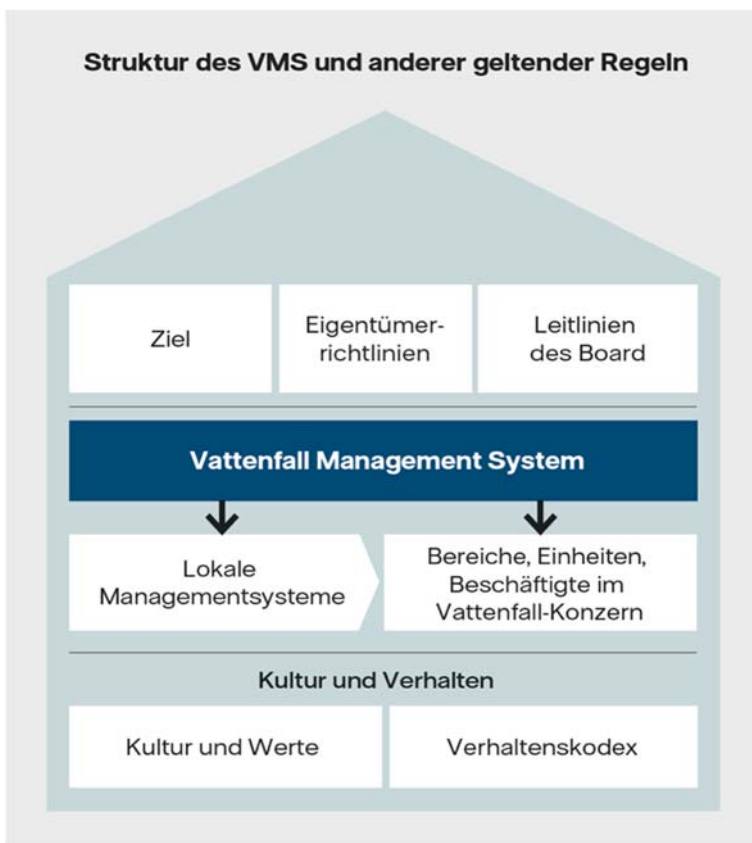 Struktur des VMS und anderer geltender Regeln
Ziel
Eigentümer-
richtlinien
Leitlinien
des Board
Vattenfall Management System
Lokale
Managementsysteme
Bereiche, Einheiten,
Beschäftigte im
Vattenfall-Konzern
Kultur und Verhalten
Kultur und Werte
Verhaltenskodex